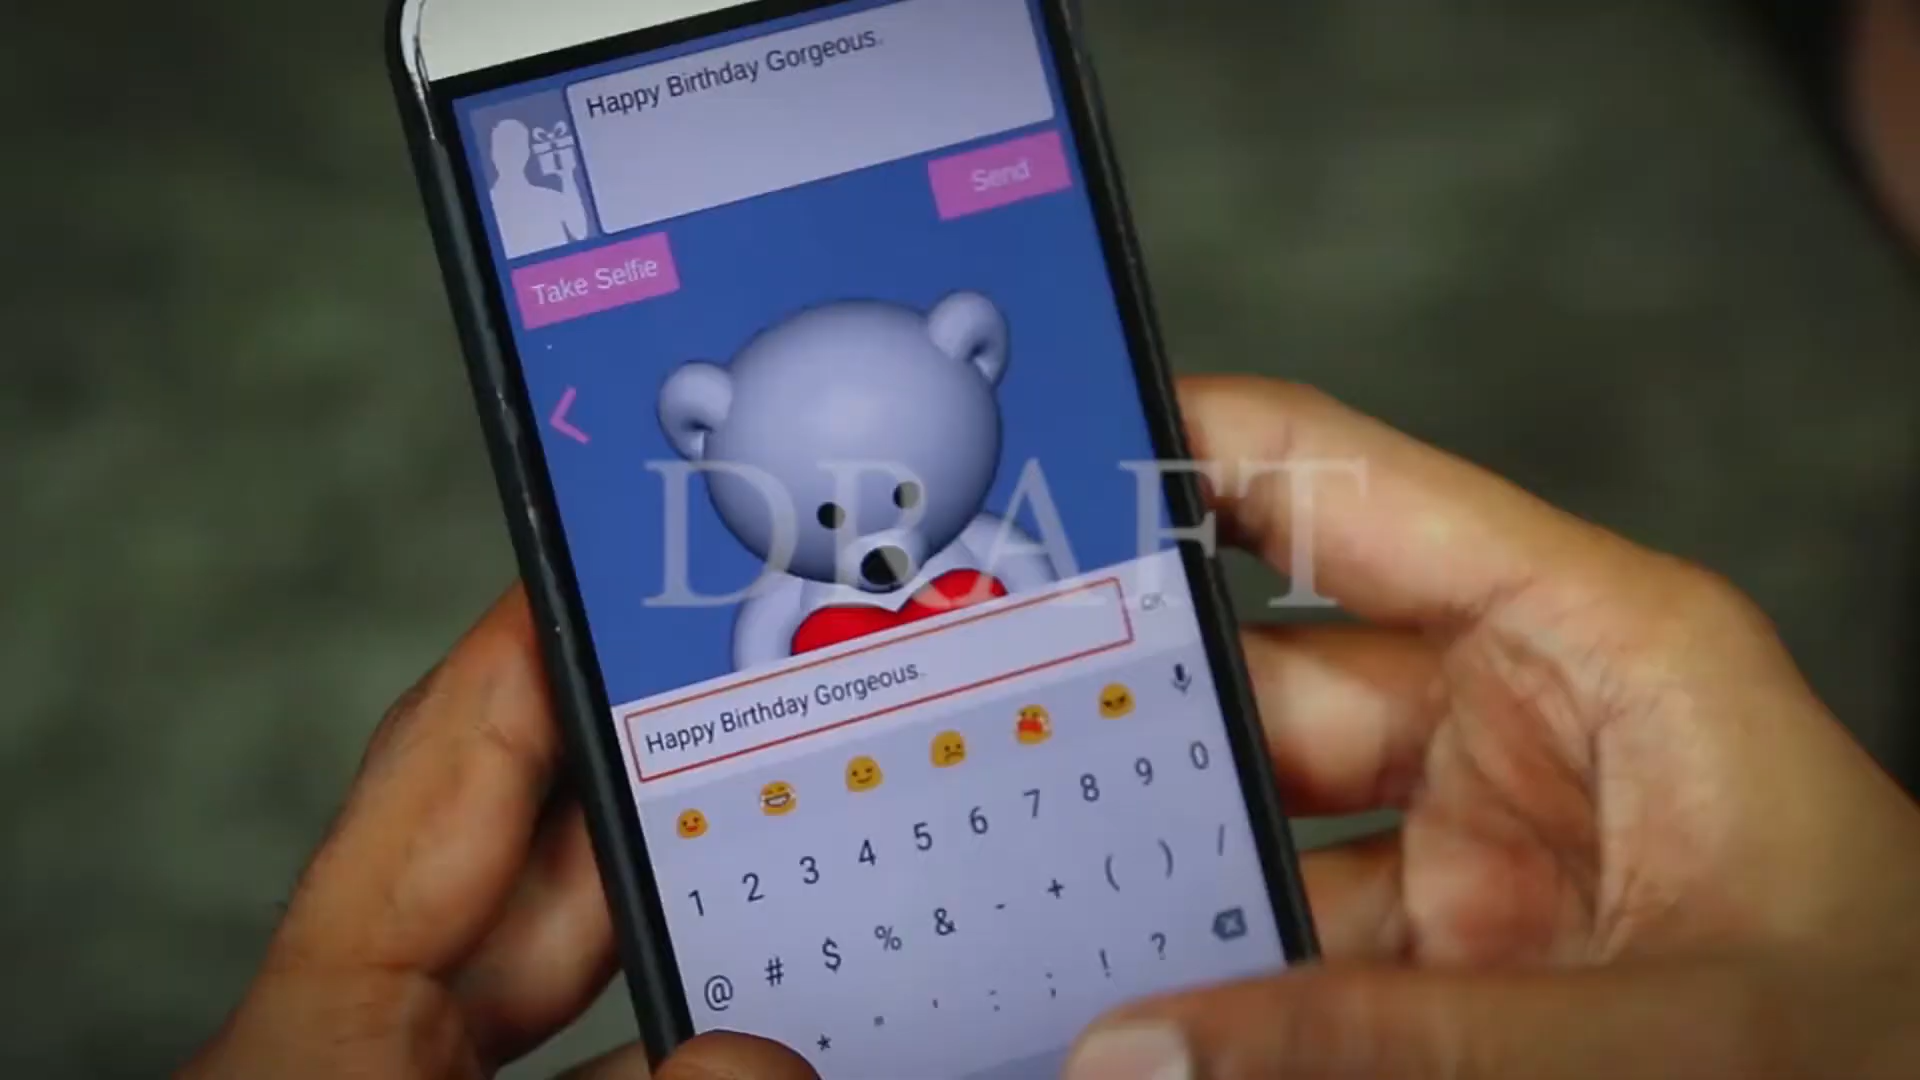 Happy Birthday Gorgeous.
Send
Take Selfie
DRAFT
OK
Happy Birthday Gorgeous.
1 2 3 4 5 6 7 8 9 0
@ # $ % & - + ( ) /
* " ' : ; ! ?